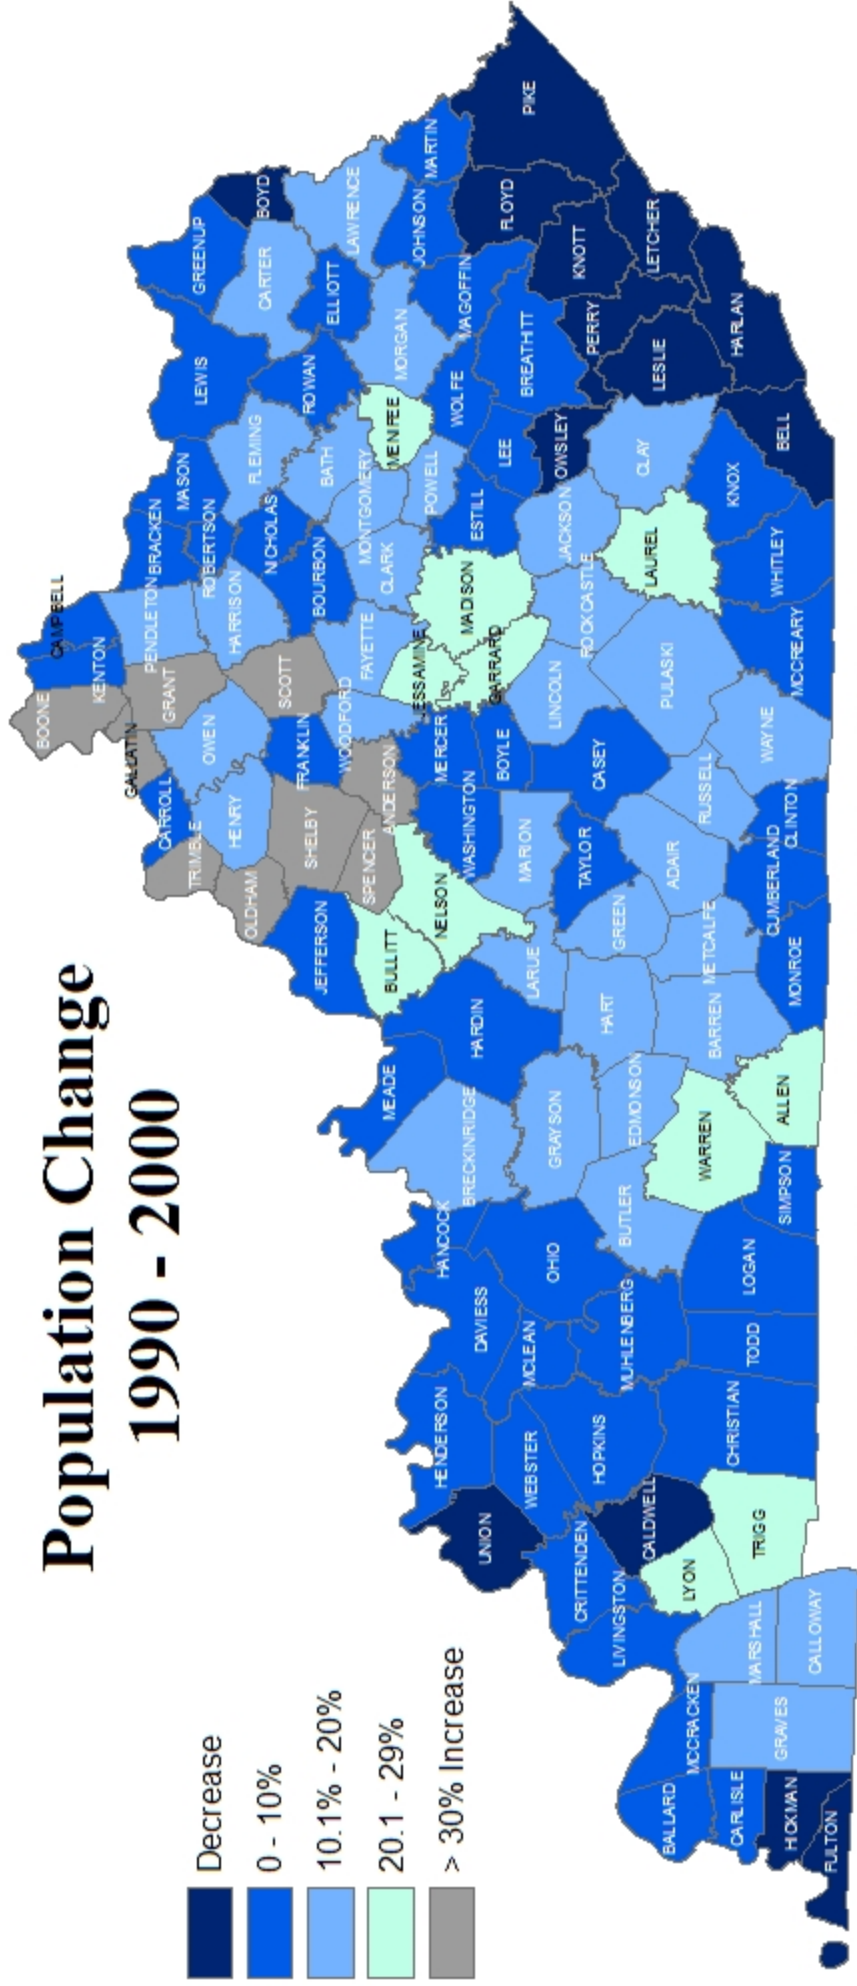 Population Change
1990 - 2000
Decrease
0 - 10%
10.1% - 20%
20.1 - 29%
> 30% Increase
BOONE
CAMPBELL
KENTON
GALLATIN
GRANT
PENDLETON
BRACKEN
MASON
LEWIS
GREENUP
BOYD
CARROLL
TRIMBLE
OWEN
HENRY
HARRISON
ROBERTSON
FLEMING
CARTER
OLDHAM
SHELBY
FRANKLIN
SCOTT
NICHOLAS
ROWAN
ELLIOTT
LAWRENCE
JEFFERSON
SPENCER
ANDERSON
WOODFORD
FAYETTE
BOURBON
BATH
MONTGOMERY
CLARK
MENIFEE
MORGAN
JOHNSON
MARTIN
BULLITT
NELSON
MERCER
JESSAMINE
MADISON
POWELL
ESTILL
WOLFE
MAGOFFIN
FLOYD
PIKE
MEADE
HARDIN
WASHINGTON
BOYLE
GARRARD
LEE
BREATHITT
KNOTT
HANCOCK
BRECKINRIDGE
LARUE
MARION
LINCOLN
ROCKCASTLE
JACKSON
OWSLEY
PERRY
LETCHER
HENDERSON
DAVIESS
OHIO
GRAYSON
HART
GREEN
TAYLOR
CASEY
PULASKI
LAUREL
CLAY
LESLIE
HARLAN
UNION
WEBSTER
MCLEAN
MUHLENBERG
BUTLER
EDMONSON
BARREN
METCALFE
ADAIR
RUSSELL
WAYNE
MCCREARY
WHITLEY
KNOX
BELL
CRITTENDEN
HOPKINS
WARREN
ALLEN
MONROE
CUMBERLAND
CLINTON
LIVINGSTON
CALDWELL
LYON
TRIGG
CHRISTIAN
TODD
LOGAN
SIMPSON
BALLARD
MCCRACKEN
MARSHALL
CALLOWAY
GRAVES
CARLISLE
HICKMAN
FULTON